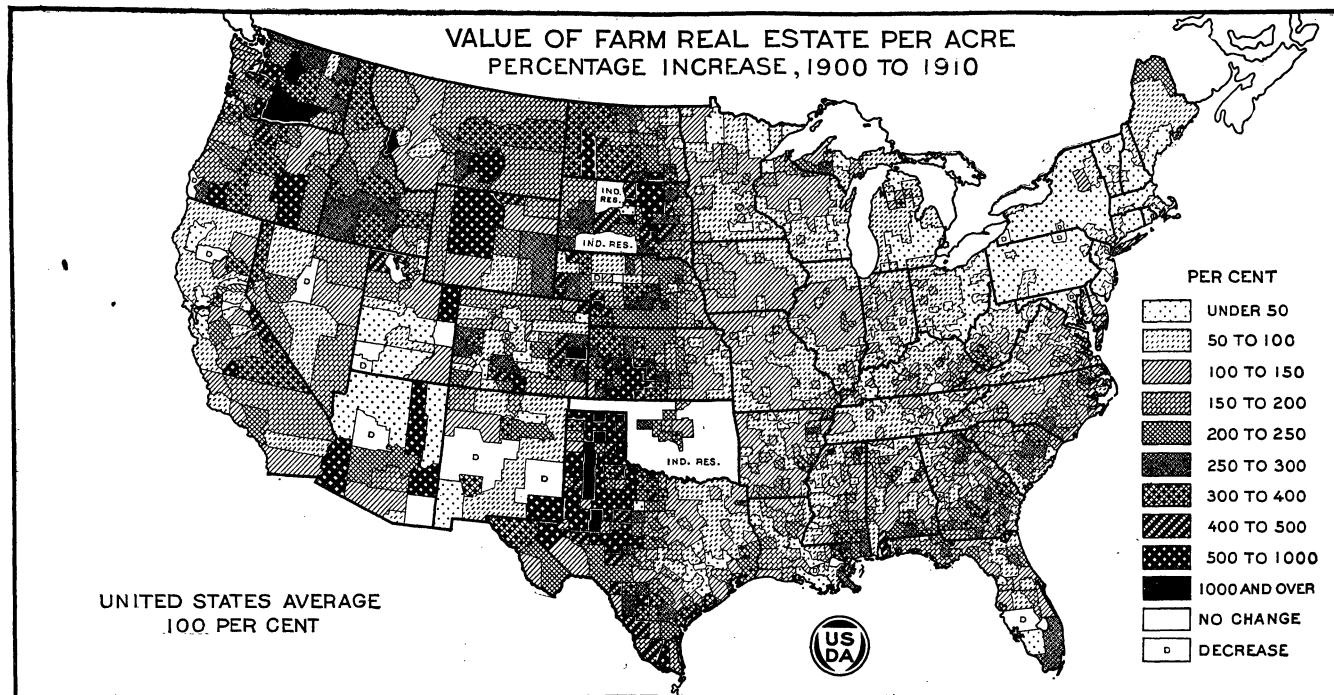 VALUE OF FARM REAL ESTATE PER ACRE
PERCENTAGE INCREASE, 1900 TO 1910
IND.
RES.
IND. RES.
IND. RES.
D
D
D
D
D
D
D
D
D
D
PER CENT
UNDER 50
50 TO 100
100 TO 150
150 TO 200
200 TO 250
250 TO 300
300 TO 400
400 TO 500
500 TO 1000
1000 AND OVER
NO CHANGE
D DECREASE
UNITED STATES AVERAGE
100 PER CENT
US
DA